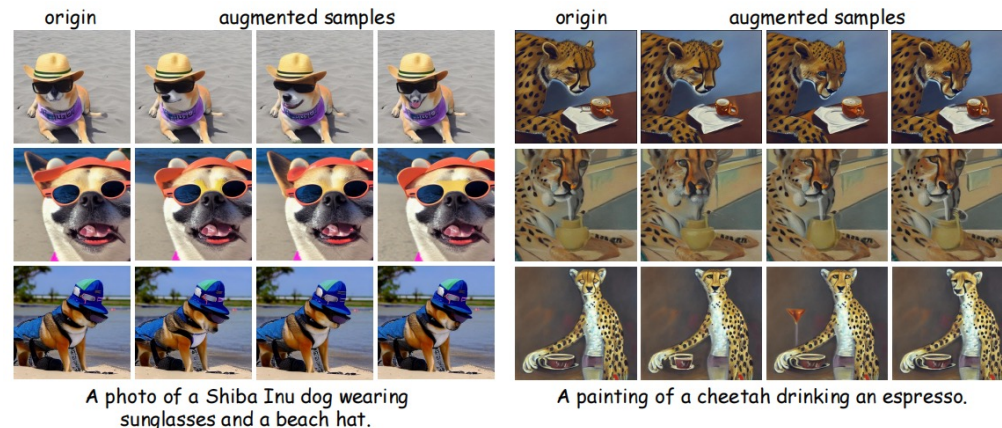 origin augmented samples
origin augmented samples
A photo of a Shiba Inu dog wearing
sunglasses and a beach hat.
A painting of a cheetah drinking an espresso.